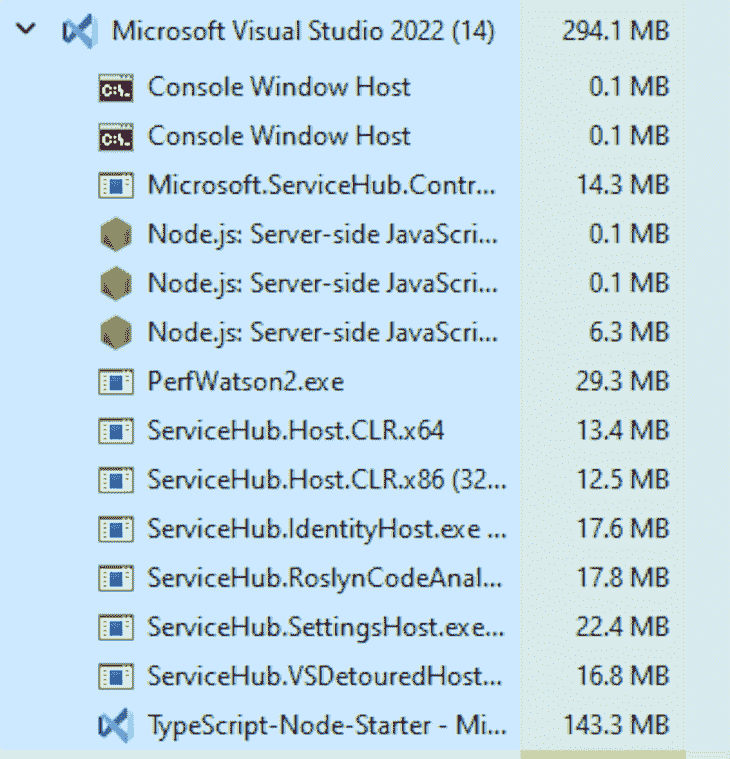 Microsoft Visual Studio 2022 (14) 294.1 MB
Console Window Host 0.1 MB
Console Window Host 0.1 MB
Microsoft.ServiceHub.Contr... 14.3 MB
Node.js: Server-side JavaScri... 0.1 MB
Node.js: Server-side JavaScri... 0.1 MB
Node.js: Server-side JavaScri... 6.3 MB
PerfWatson2.exe 29.3 MB
ServiceHub.Host.CLR.x64 13.4 MB
ServiceHub.Host.CLR.x86 (32... 12.5 MB
ServiceHub.IdentityHost.exe ... 17.6 MB
ServiceHub.RoslynCodeAnal... 17.8 MB
ServiceHub.SettingsHost.exe... 22.4 MB
ServiceHub.VSDetouredHost... 16.8 MB
TypeScript-Node-Starter - Mi... 143.3 MB